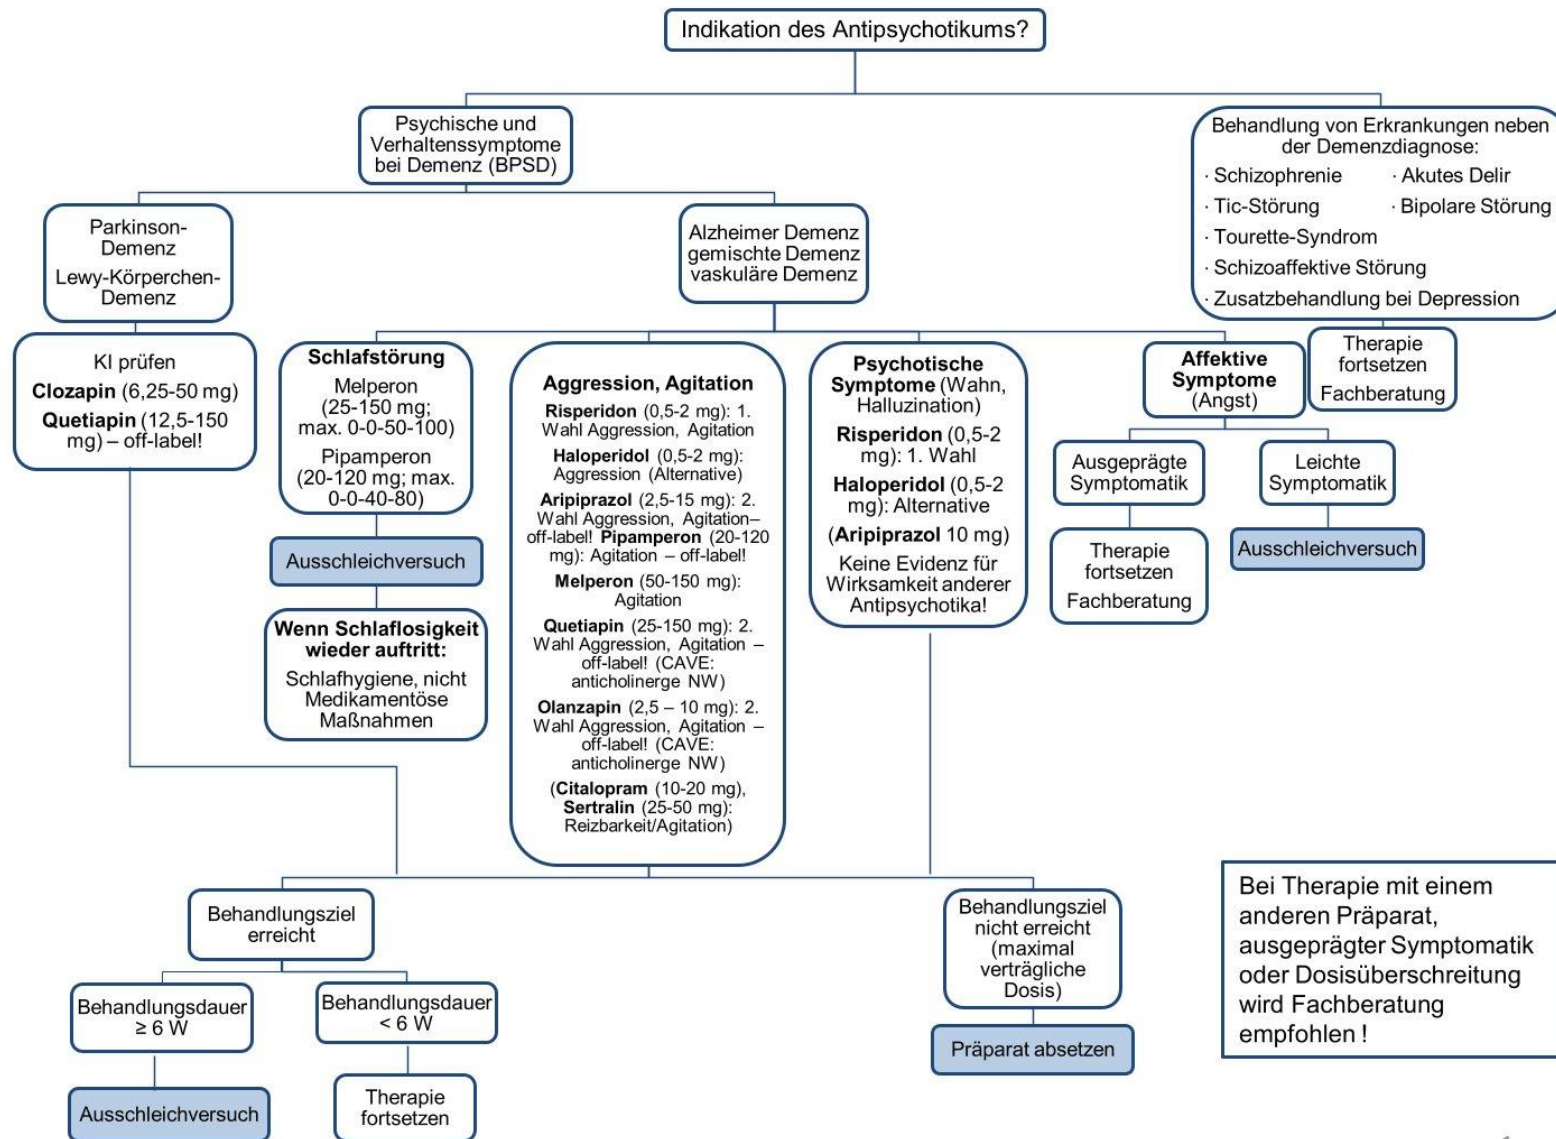 Indikation des Antipsychotikums?
Psychische und
Verhaltenssymptome
bei Demenz (BPSD)
Behandlung von Erkrankungen neben
der Demenzdiagnose:
· Schizophrenie
· Akutes Delir
· Tic-Störung
· Bipolare Störung
· Tourette-Syndrom
· Schizoaffektive Störung
· Zusatzbehandlung bei Depression
Parkinson-
Demenz
Lewy-Körperchen-
Demenz
Alzheimer Demenz
gemischte Demenz
vaskuläre Demenz
KI prüfen
Clozapin (6,25-50 mg)
Quetiapin (12,5-150
mg) – off-label!
Schlafstörung
Melperon
(25-150 mg;
max. 0-0-50-100)
Pipamperon
(20-120 mg; max.
0-0-40-80)
Ausschleichversuch
Wenn Schlaflosigkeit
wieder auftritt:
Schlafhygiene, nicht
Medikamentöse
Maßnahmen
Aggression, Agitation
Risperidon (0,5-2 mg): 1.
Wahl Aggression, Agitation
Haloperidol (0,5-2 mg):
Aggression (Alternative)
Aripiprazol (2,5-15 mg): 2.
Wahl Aggression, Agitation–
off-label! Pipamperon (20-120
mg): Agitation – off-label!
Melperon (50-150 mg):
Agitation
Quetiapin (25-150 mg): 2.
Wahl Aggression, Agitation –
off-label! (CAVE:
anticholinerge NW)
Olanzapin (2,5 – 10 mg): 2.
Wahl Aggression, Agitation –
off-label! (CAVE:
anticholinerge NW)
(Citalopram (10-20 mg),
Sertralin (25-50 mg):
Reizbarkeit/Agitation)
Psychotische
Symptome (Wahn,
Halluzination)
Risperidon (0,5-2
mg): 1. Wahl
Haloperidol (0,5-2
mg): Alternative
(Aripiprazol 10 mg)
Keine Evidenz für
Wirksamkeit anderer
Antipsychotika!
Affektive
Symptome
(Angst)
Therapie
fortsetzen
Fachberatung
Ausgeprägte
Symptomatik
Leichte
Symptomatik
Therapie
fortsetzen
Fachberatung
Ausschleichversuch
Behandlungsziel
erreicht
Behandlungsziel
nicht erreicht
(maximal
verträgliche
Dosis)
Behandlungsdauer
≥ 6 W
Behandlungsdauer
< 6 W
Präparat absetzen
Ausschleichversuch
Therapie
fortsetzen
Bei Therapie mit einem
anderen Präparat,
ausgeprägter Symptomatik
oder Dosisüberschreitung
wird Fachberatung
empfohlen !